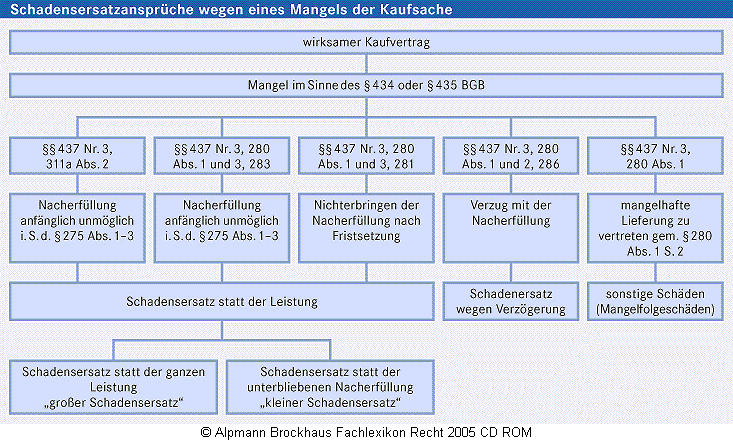 Schadensersatzansprüche wegen eines Mangels der Kaufsache
wirksamer Kaufvertrag
Mangel im Sinne des § 434 oder § 435 BGB
§§ 437 Nr. 3,
311a Abs. 2
§§ 437 Nr. 3, 280
Abs. 1 und 3, 283
§§ 437 Nr. 3, 280
Abs. 1 und 3, 281
§§ 437 Nr. 3, 280
Abs. 1 und 2, 286
§§ 437 Nr. 3,
280 Abs. 1
Nacherfüllung
anfänglich unmöglich
i. S. d. § 275 Abs. 1–3
Nacherfüllung
anfänglich unmöglich
i. S. d. § 275 Abs. 1–3
Nichterbringen der
Nacherfüllung nach
Fristsetzung
Verzug mit der
Nacherfüllung
mangelhafte
Lieferung zu
vertreten gem. § 280
Abs. 1 S. 2
Schadensersatz statt der Leistung
Schadenersatz
wegen Verzögerung
sonstige Schäden
(Mangelfolgeschäden)
Schadensersatz statt der ganzen
Leistung
„großer Schadensersatz“
Schadensersatz statt der
unterbliebenen Nacherfüllung
„kleiner Schadensersatz“
© Alpmann Brockhaus Fachlexikon Recht 2005 CD ROM